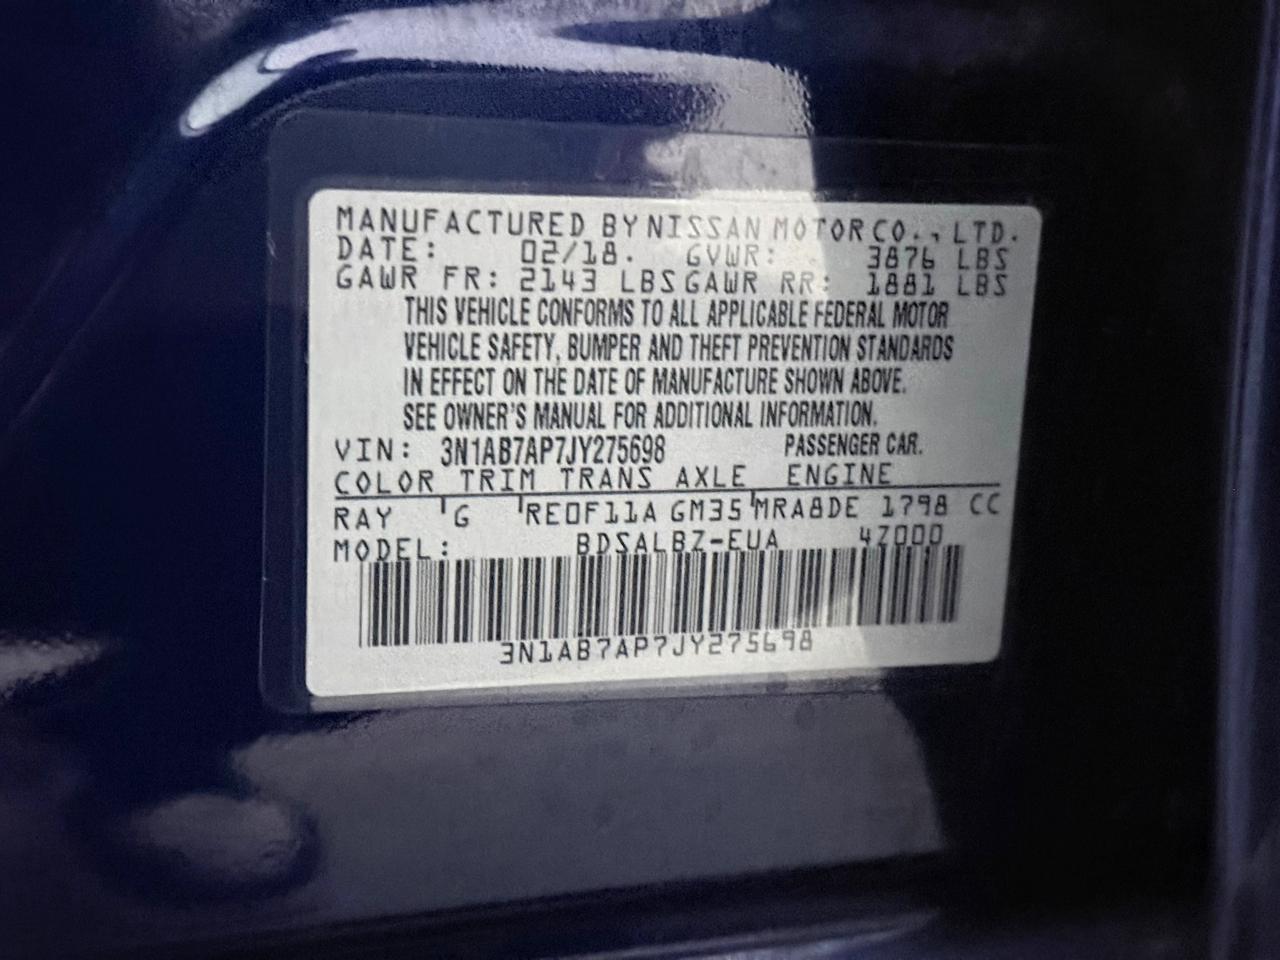 MANUFACTURED BY NISSAN MOTOR CO., LTD.
DATE: 02/18. GVWR: 3876 LBS
GAWR FR: 2143 LBS GAWR RR: 1881 LBS
THIS VEHICLE CONFORMS TO ALL APPLICABLE FEDERAL MOTOR
VEHICLE SAFETY, BUMPER AND THEFT PREVENTION STANDARDS
IN EFFECT ON THE DATE OF MANUFACTURE SHOWN ABOVE.
SEE OWNER'S MANUAL FOR ADDITIONAL INFORMATION.
VIN: 3N1AB7AP7JY275698 PASSENGER CAR.
COLOR TRIM TRANS AXLE ENGINE
RAY G RE0F11A GM35 MRA8DE 1798 CC
MODEL: BDSALBZ-EUA 4Z000
3N1AB7AP7JY275698